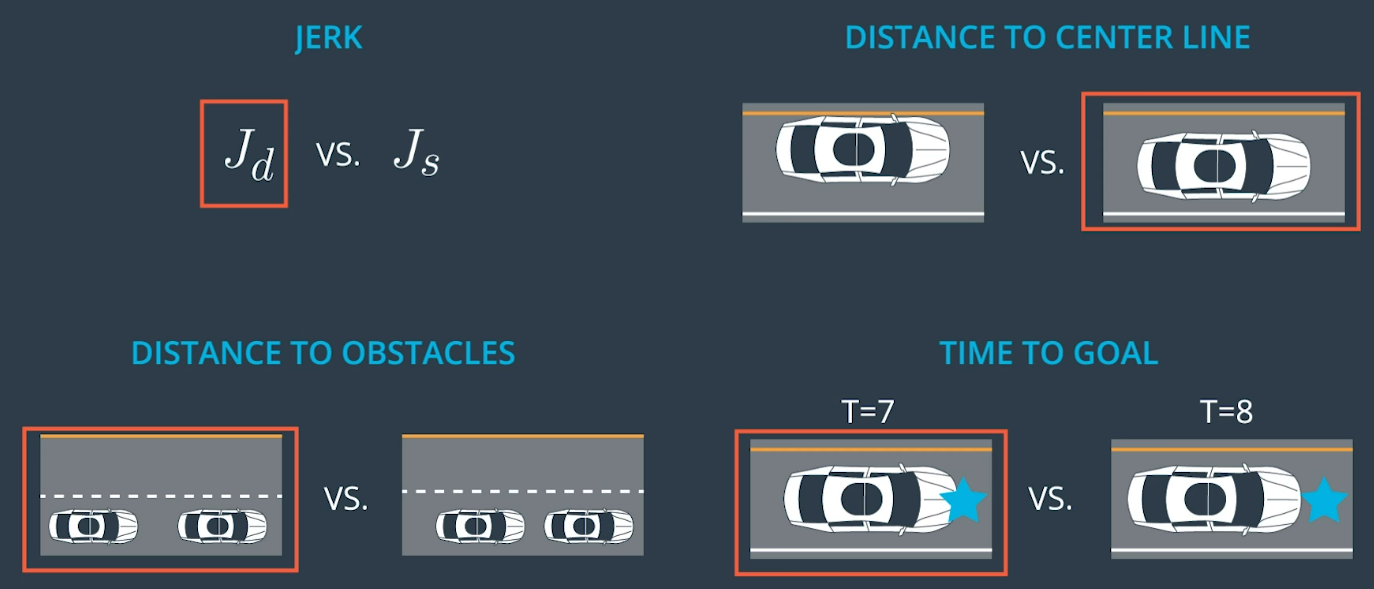 JERK
J_d VS. J_s
DISTANCE TO CENTER LINE
VS.
DISTANCE TO OBSTACLES
VS.
TIME TO GOAL
T=7
T=8
VS.